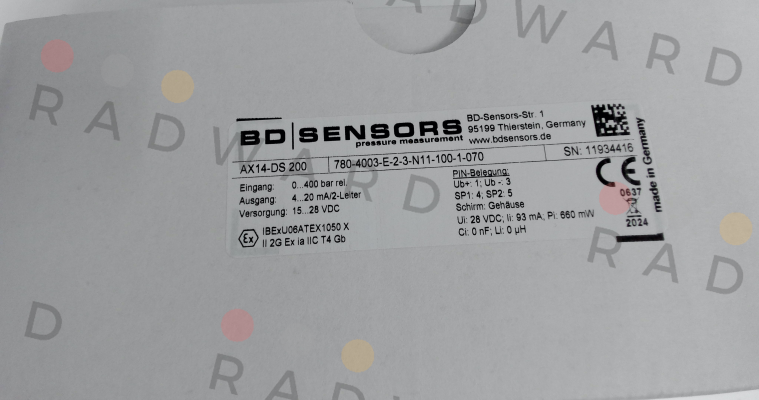 BD|SENSORS
pressure measurement
BD-Sensors-Str. 1
95199 Thierstein, Germany
www.bdsensors.de
AX14-DS 200
780-4003-E-2-3-N11-100-1-070
SN: 11934416
Eingang: 0...400 bar rel.
Ausgang: 4...20 mA/2-Leiter
Versorgung: 15...28 VDC
Ex
IBExU06ATEX1050 X
II 2G Ex ia IIC T4 Gb
PIN-Belegung:
Ub+: 1; Ub -: 3
SP1: 4; SP2: 5
Schirm: Gehäuse
Ui: 28 VDC; Ii: 93 mA; Pi: 660 mW
Ci: 0 nF; Li: 0 µH
CE
0637
2024
made in Germany
RADWARD
RADWARD
RAD
D
RAD